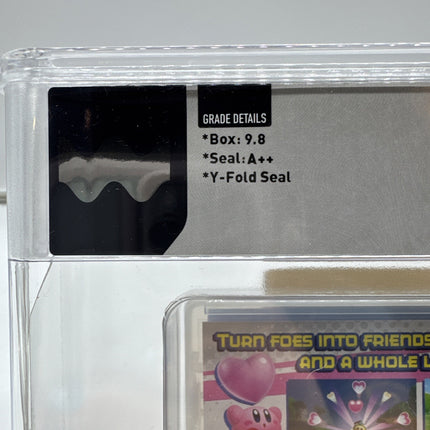 GRADE DETAILS
*Box: 9.8
*Seal: A++
*Y-Fold Seal
TURN FOES INTO FRIENDS
AND A WHOLE